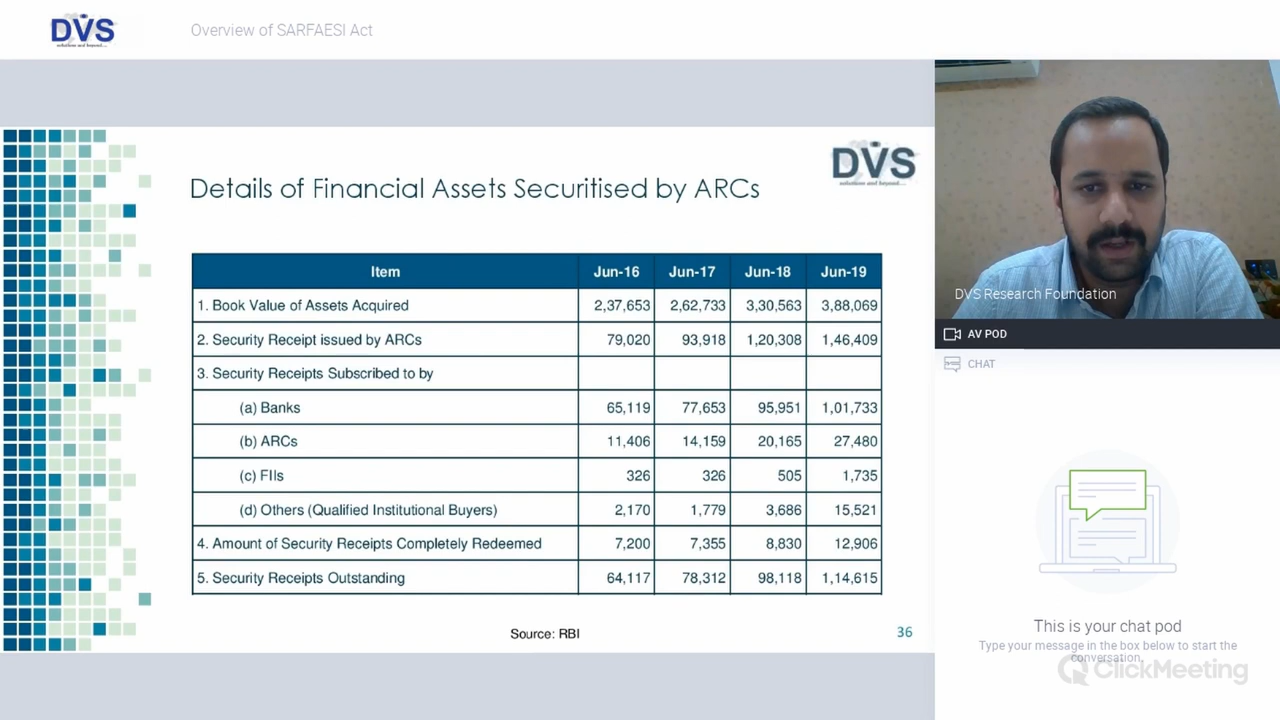 DVS
solutions and beyond....
Overview of SARFAESI Act
DVS
solutions and beyond....
Details of Financial Assets Securitised by ARCs
Item Jun-16 Jun-17 Jun-18 Jun-19
1. Book Value of Assets Acquired 2,37,653 2,62,733 3,30,563 3,88,069
2. Security Receipt issued by ARCs 79,020 93,918 1,20,308 1,46,409
3. Security Receipts Subscribed to by
(a) Banks 65,119 77,653 95,951 1,01,733
(b) ARCs 11,406 14,159 20,165 27,480
(c) FIIs 326 326 505 1,735
(d) Others (Qualified Institutional Buyers) 2,170 1,779 3,686 15,521
4. Amount of Security Receipts Completely Redeemed 7,200 7,355 8,830 12,906
5. Security Receipts Outstanding 64,117 78,312 98,118 1,14,615
Source: RBI
36
DVS Research Foundation
AV POD
CHAT
This is your chat pod
Type your message in the box below to start the
conversation.
ClickMeeting